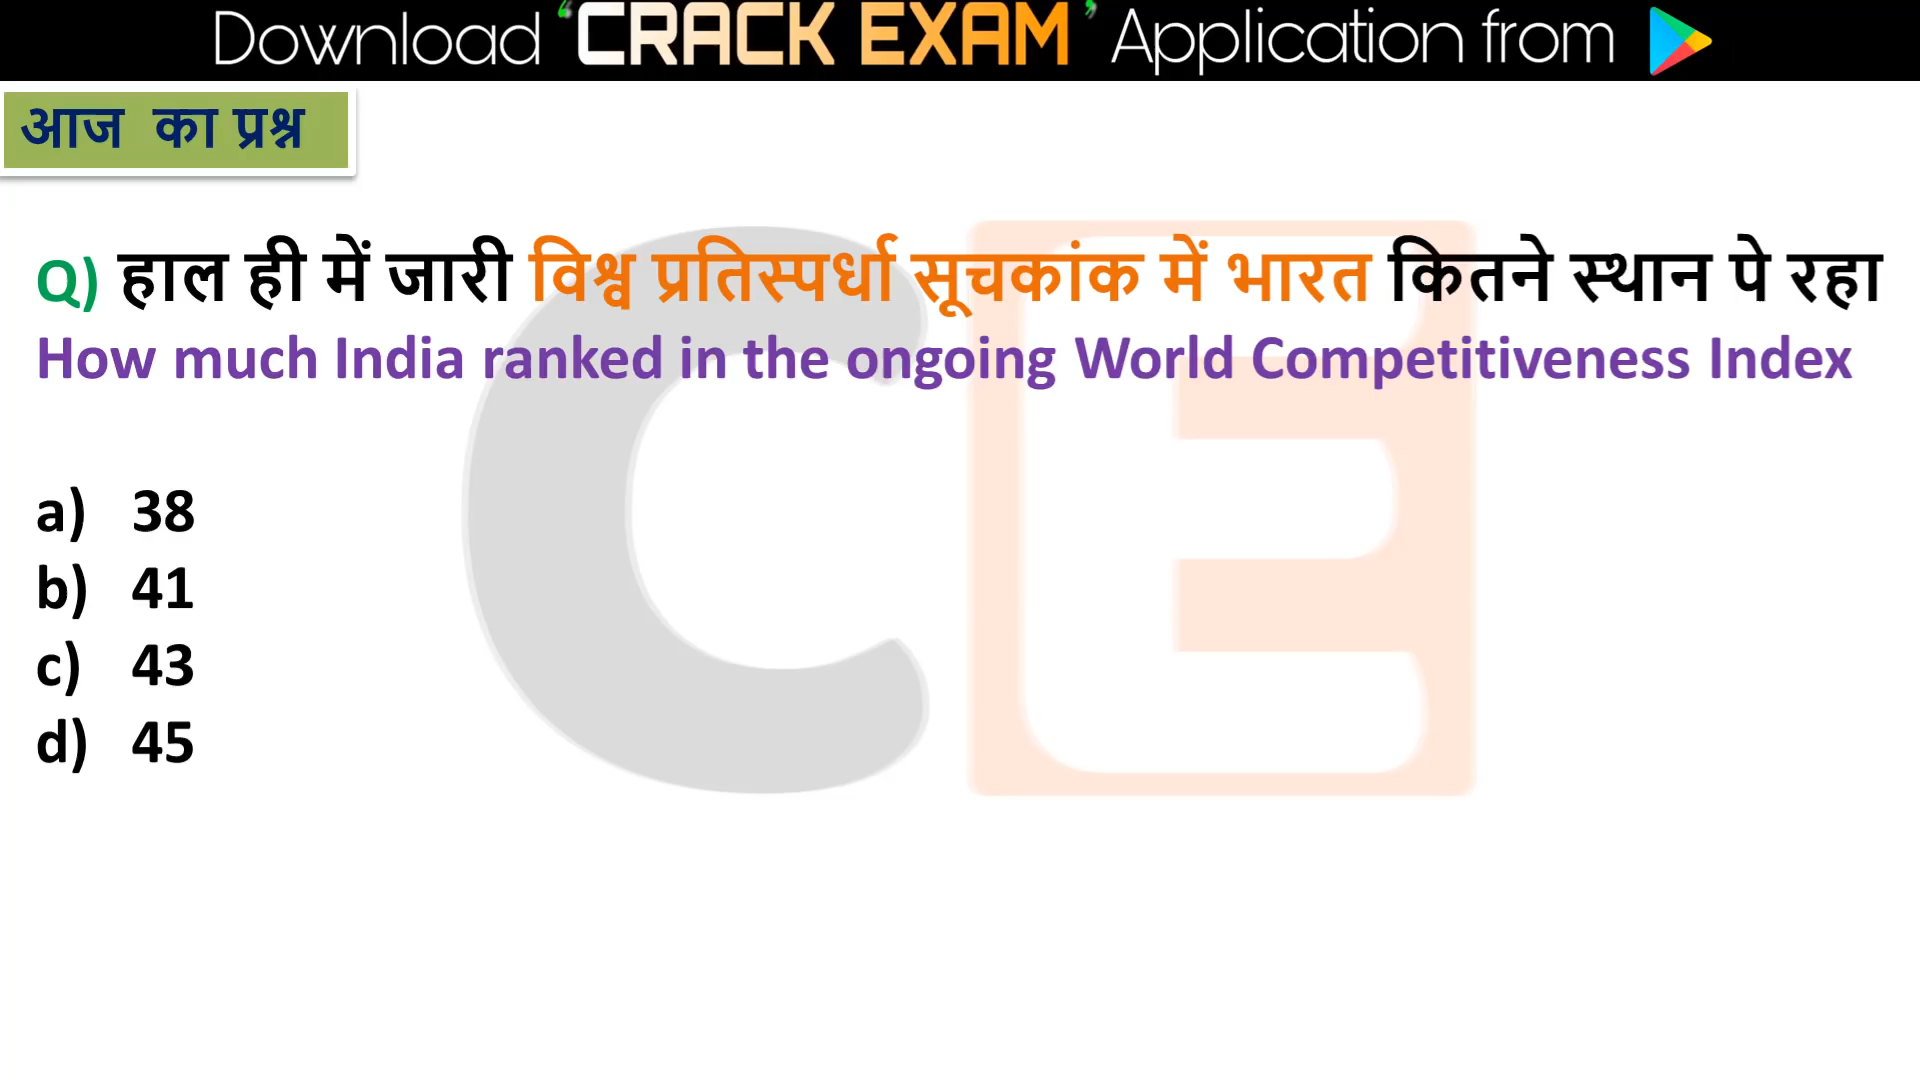 Download ‘CRACK EXAM’ Application from
आज का प्रश्न
Q) हाल ही में जारी विश्व प्रतिस्पर्धा सूचकांक में भारत कितने स्थान पे रहा
How much India ranked in the ongoing World Competitiveness Index
a) 38
b) 41
c) 43
d) 45
CE